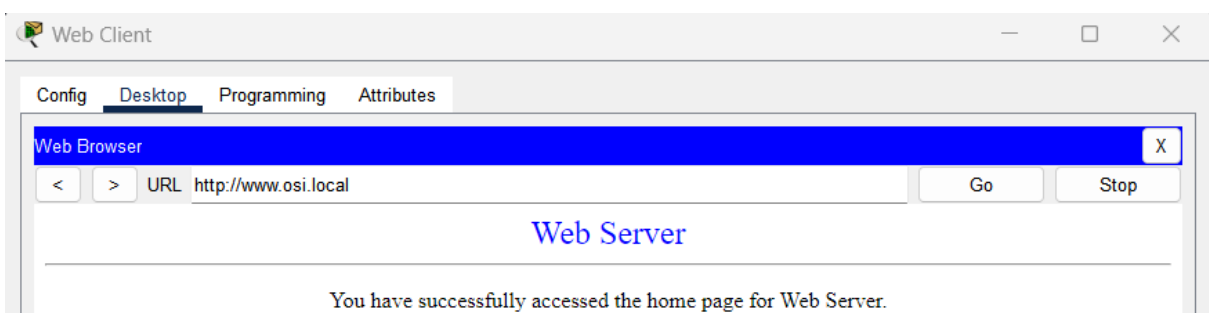 Web Client
Config Desktop Programming Attributes
Web Browser X
< > URL http://www.osi.local Go Stop
Web Server
You have successfully accessed the home page for Web Server.